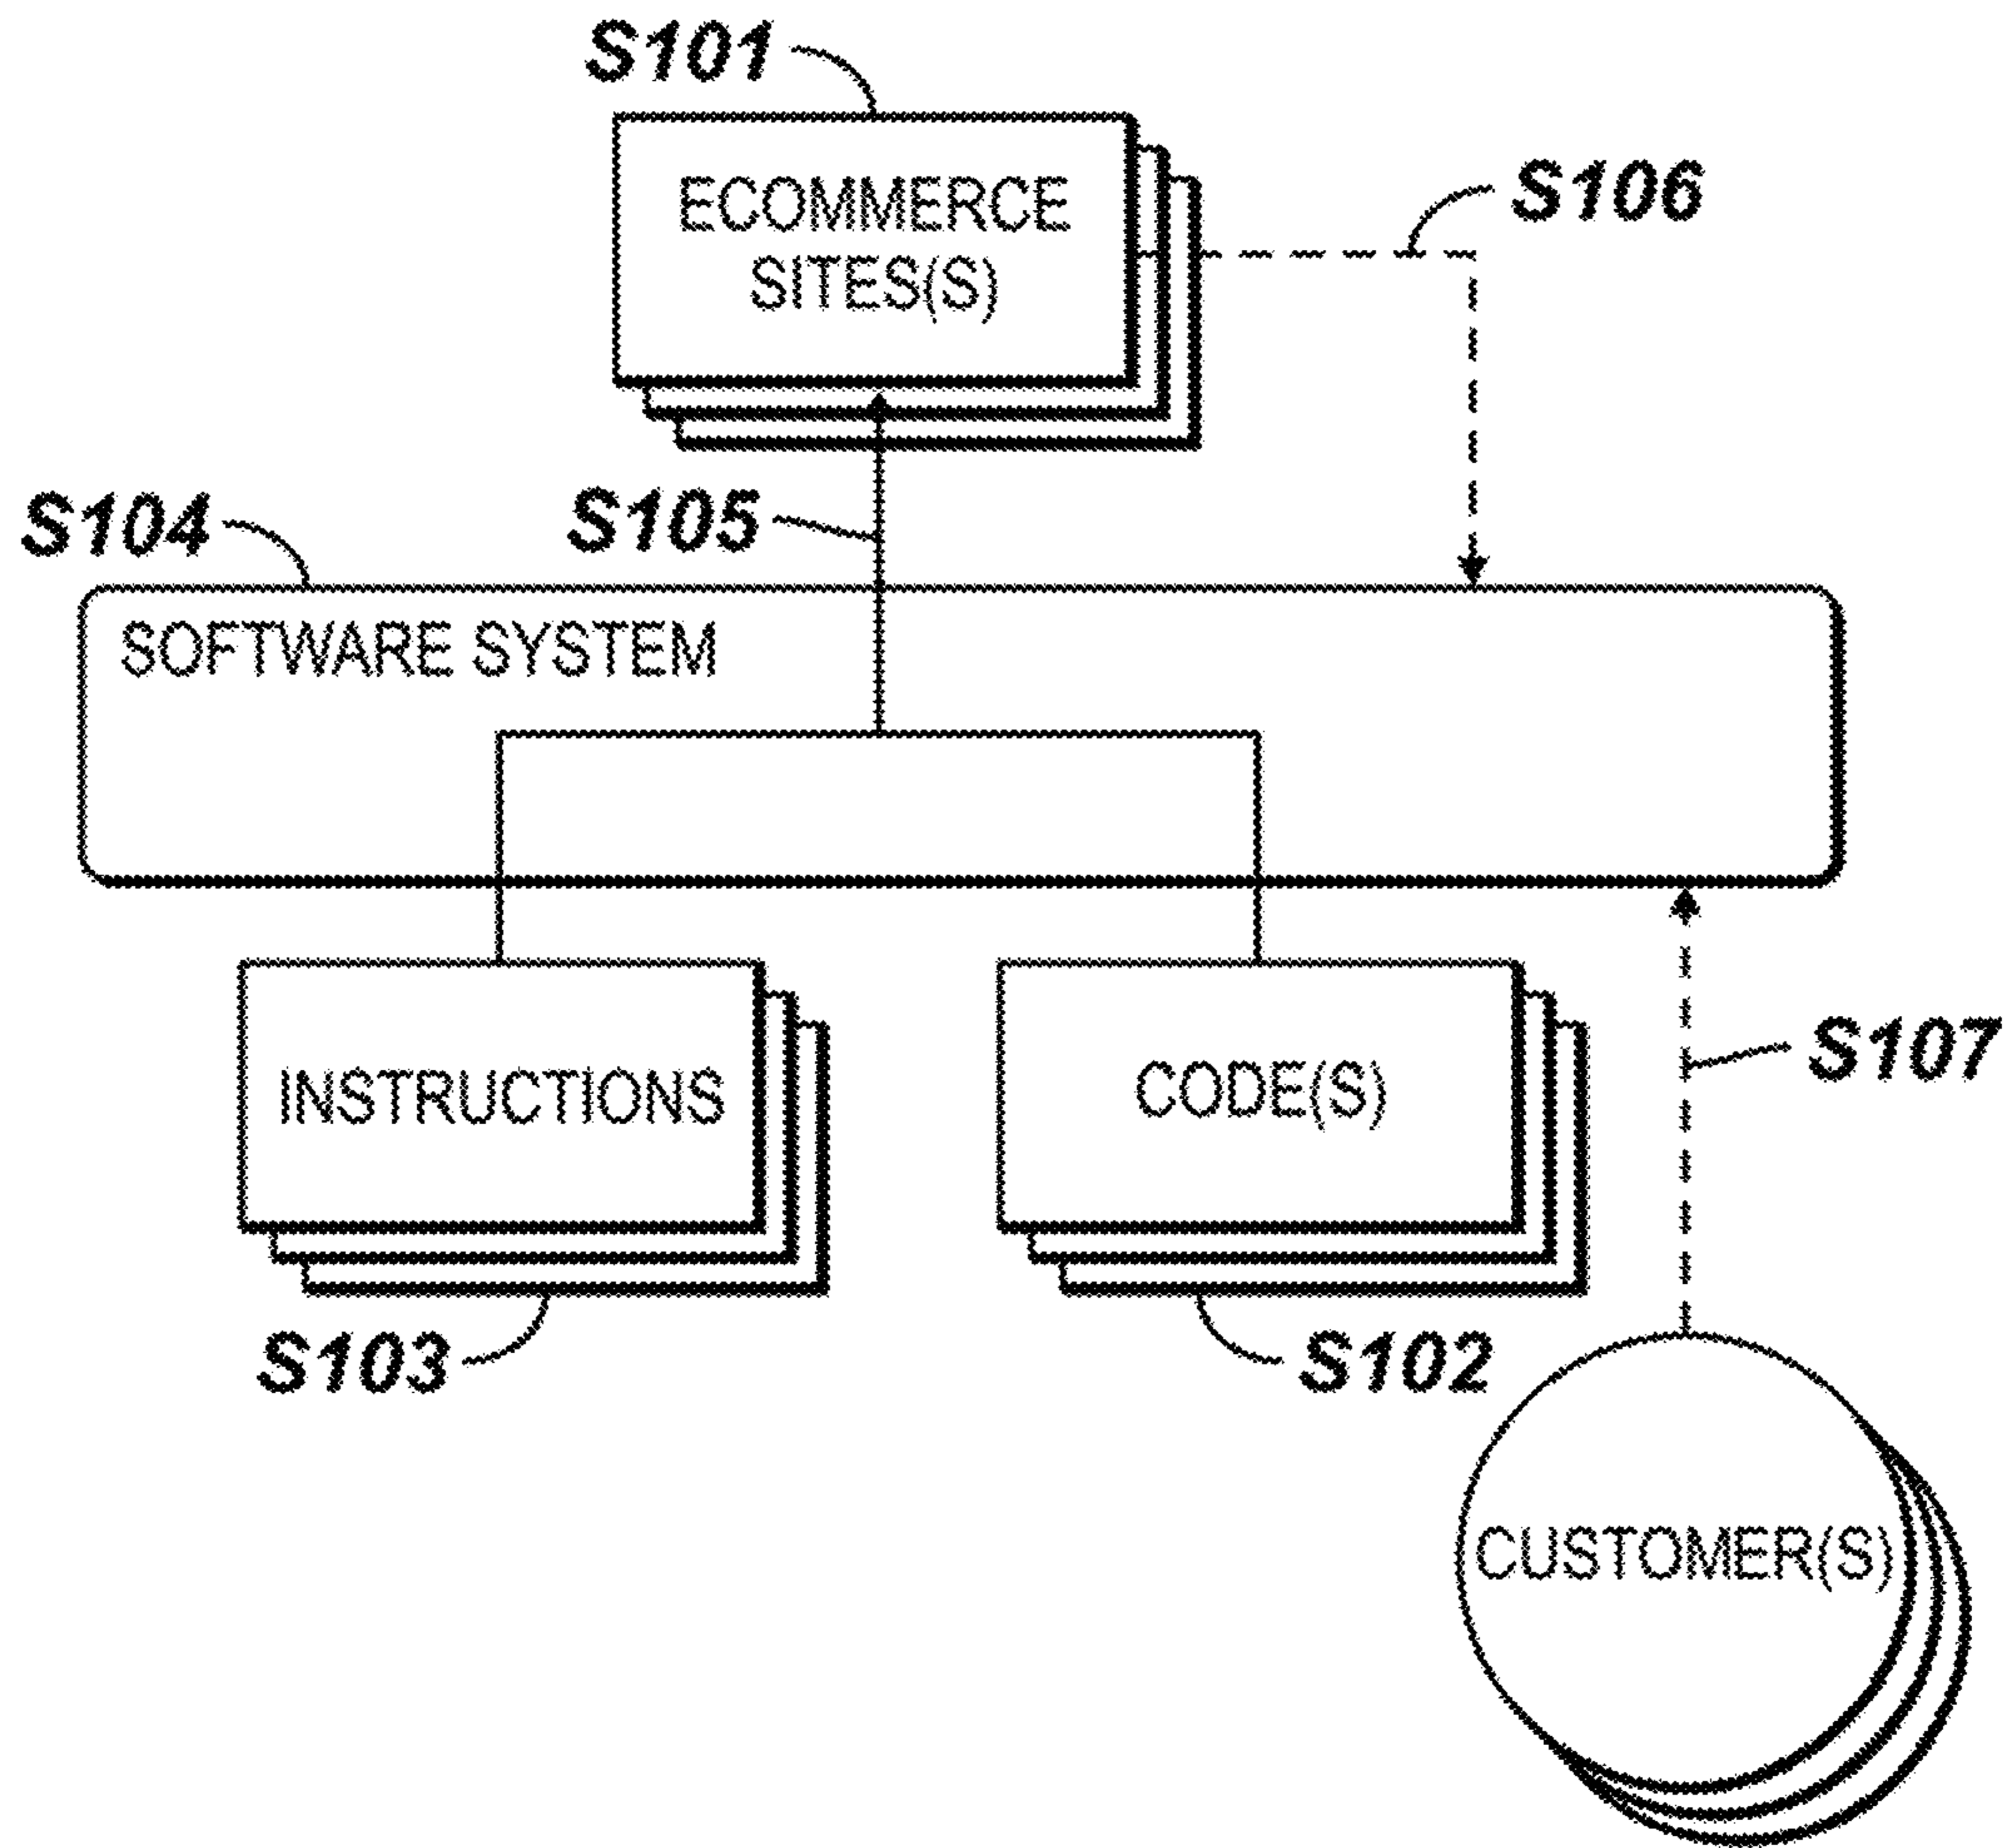 S101
ECOMMERCE
SITES(S)
S106
S104
S105
SOFTWARE SYSTEM
INSTRUCTIONS
CODE(S)
S107
S103
S102
CUSTOMER(S)